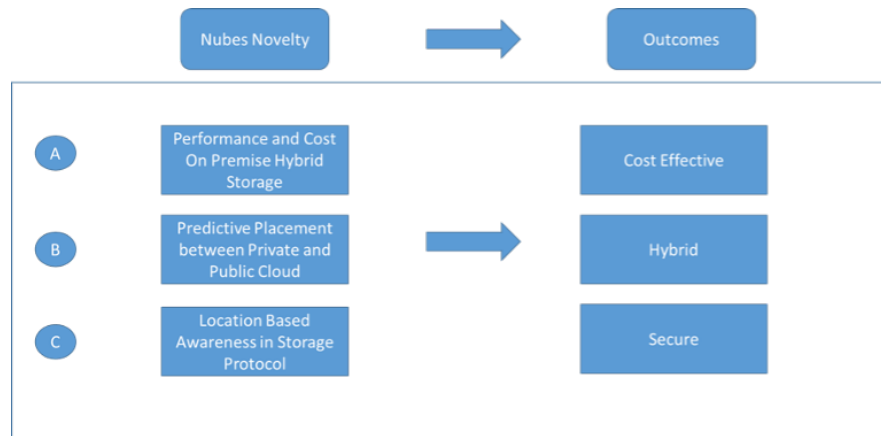 Nubes Novelty
Outcomes
A
Performance and Cost
On Premise Hybrid
Storage
Cost Effective
B
Predictive Placement
between Private and
Public Cloud
Hybrid
C
Location Based
Awareness in Storage
Protocol
Secure